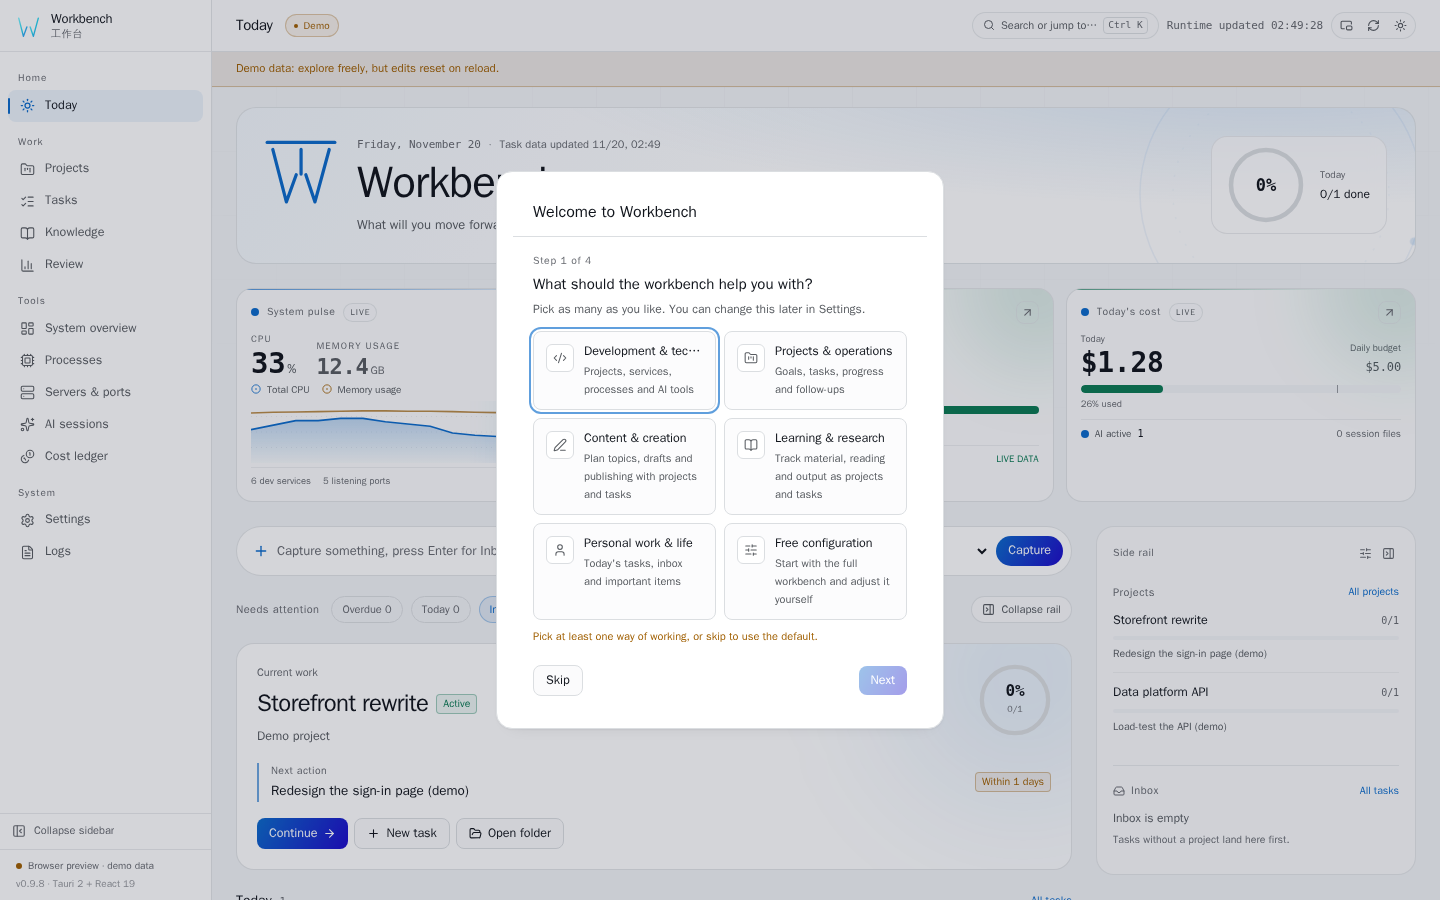 Workbench
工作台
Home
Today
Work
Projects
Tasks
Knowledge
Review
Tools
System overview
Processes
Servers & ports
AI sessions
Cost ledger
System
Settings
Logs
Collapse sidebar
Browser preview · demo data
v0.9.8 · Tauri 2 + React 19
Today
Demo
Search or jump to···
Ctrl K
Runtime updated 02:49:28
Demo data: explore freely, but edits reset on reload.
Friday, November 20 · Task data updated 11/20, 02:49
What will you move
0%
Today
0/1 done
System pulse
LIVE
CPU
33%
MEMORY USAGE
12.4GB
Total CPU
Memory usage
6 dev services
5 listening ports
LIVE DATA
Today's cost
LIVE
Today
$1.28
Daily budget
$5.00
26% used
AI active 1
0 session files
Capture something, press Enter for
Capture
Needs attention
Overdue 0
Today 0
Collapse rail
Current work
Storefront rewrite
Active
Demo project
Next action
Redesign the sign-in page (demo)
Continue
New task
Open folder
0%
0/1
Within 1 days
Side rail
Projects
All projects
Storefront rewrite
0/1
Redesign the sign-in page (demo)
Data platform API
0/1
Load-test the API (demo)
Inbox
All tasks
Inbox is empty
Tasks without a project land here first.
Today 1
All tasks
Welcome to Workbench
Step 1 of 4
What should the workbench help you with?
Pick as many as you like. You can change this later in Settings.
Development & tec···
Projects, services,
processes and AI tools
Projects & operations
Goals, tasks, progress
and follow-ups
Content & creation
Plan topics, drafts and
publishing with projects
and tasks
Learning & research
Track material, reading
and output as projects
and tasks
Personal work & life
Today's tasks, inbox
and important items
Free configuration
Start with the full
workbench and adjust it
yourself
Pick at least one way of working, or skip to use the default.
Skip
Next